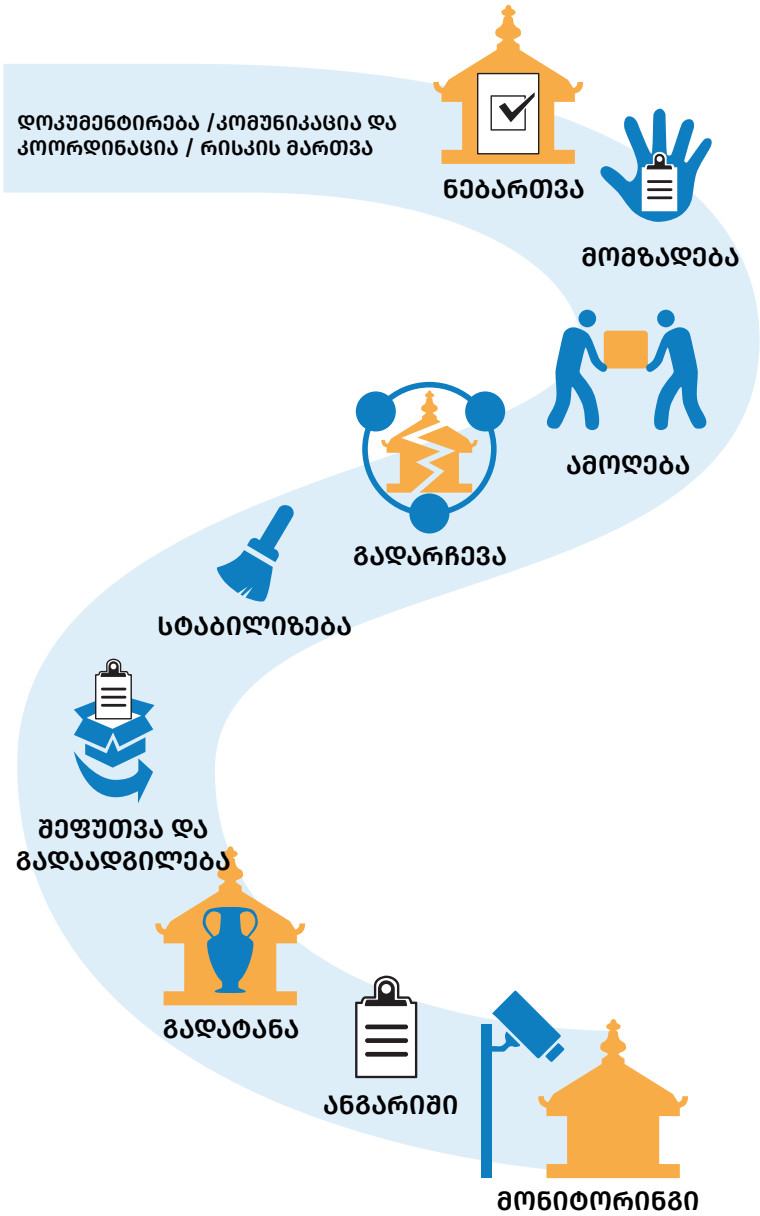 დოკუმენტირება /კომუნიკაცია და
კოორდინაცია / რისკის მართვა
ნებართვა
მომზადება
ამოღება
გადარჩევა
სტაბილიზება
შეფუთვა და
გადაადგილება
გადატანა
ანგარიში
მონიტორინგი